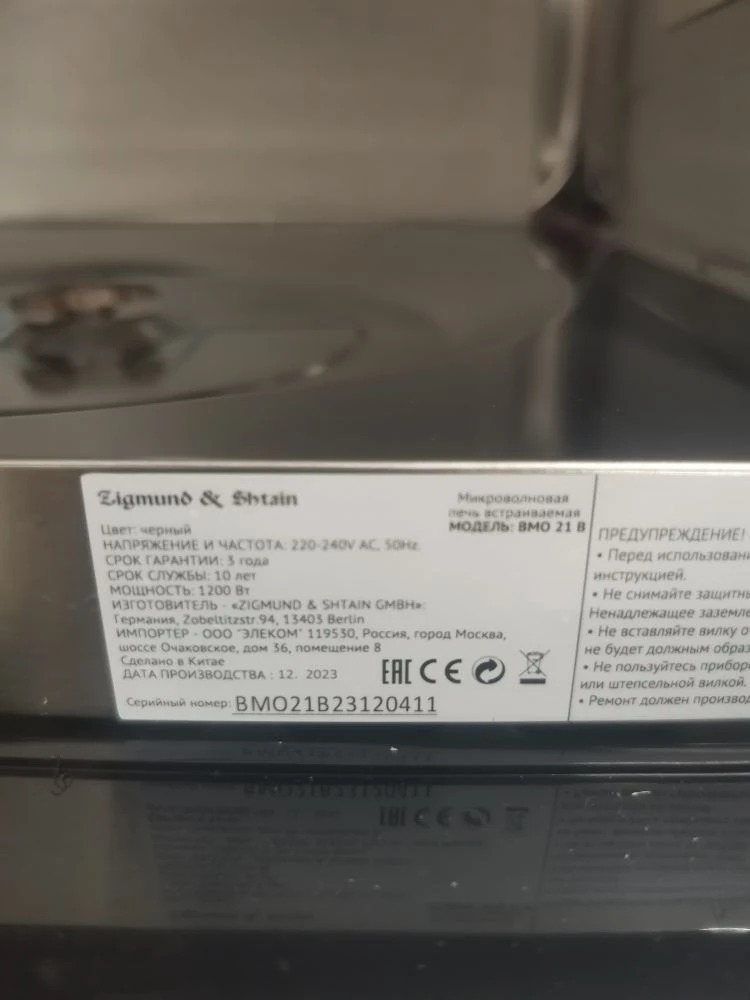 Zigmund & Shtain
Микроволновая
печь встраиваемая
МОДЕЛЬ: BMO 21 B
Цвет: черный
НАПРЯЖЕНИЕ И ЧАСТОТА: 220-240V AC, 50Hz
СРОК ГАРАНТИИ: 3 года
СРОК СЛУЖБЫ: 10 лет
МОЩНОСТЬ: 1200 Вт
ИЗГОТОВИТЕЛЬ - «ZIGMUND & SHTAIN GMBH»:
Германия, Zobeltitzstr.94, 13403 Berlin
ИМПОРТЕР - ООО "ЭЛЕКОМ" 119530, Россия, город Москва,
шоссе Очаковское, дом 36, помещение 8
Сделано в Китае
ДАТА ПРОИЗВОДСТВА : 12. 2023
EAC CE
Серийный номер: BMO21B23120411
ПРЕДУПРЕЖДЕНИЕ!
• Перед использовани
инструкцией.
• Не снимайте защитны
Ненадлежащее заземле
• Не вставляйте вилку
не будет должным образ
• Не пользуйтесь приборо
или штепсельной вилкой.
• Ремонт должен производ